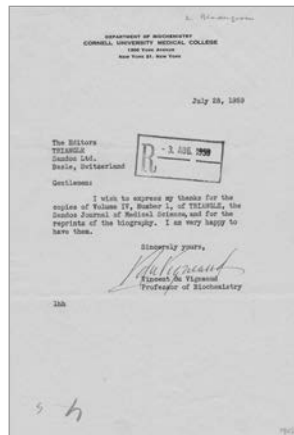 DEPARTMENT OF BIOCHEMISTRY
CORNELL UNIVERSITY MEDICAL COLLEGE
1300 York Avenue
New York 21, New York
July 28, 1959
The Editors
TRIANGLE
Sandoz Ltd.
Basle, Switzerland
R - 3. AUG. 1959
Gentlemen:
I wish to express my thanks for the
copies of Volume IV, Number 1, of TRIANGLE, the
Sandoz Journal of Medical Science, and for the
reprints of the biography. I am very happy to
have them.
Sincerely yours,
Vincent du Vigneaud
Professor of Biochemistry
lhh